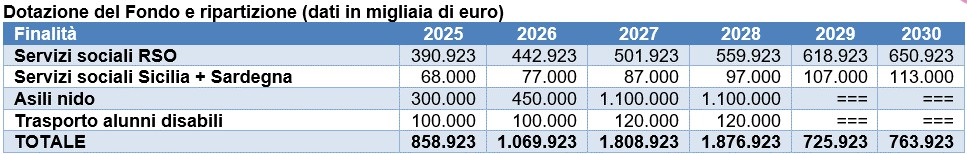 Dotazione del Fondo e ripartizione (dati in migliaia di euro)
Finalità 2025 2026 2027 2028 2029 2030
Servizi sociali RSO 390.923 442.923 501.923 559.923 618.923 650.923
Servizi sociali Sicilia + Sardegna 68.000 77.000 87.000 97.000 107.000 113.000
Asili nido 300.000 450.000 1.100.000 1.100.000 === ===
Trasporto alunni disabili 100.000 100.000 120.000 120.000 === ===
TOTALE 858.923 1.069.923 1.808.923 1.876.923 725.923 763.923